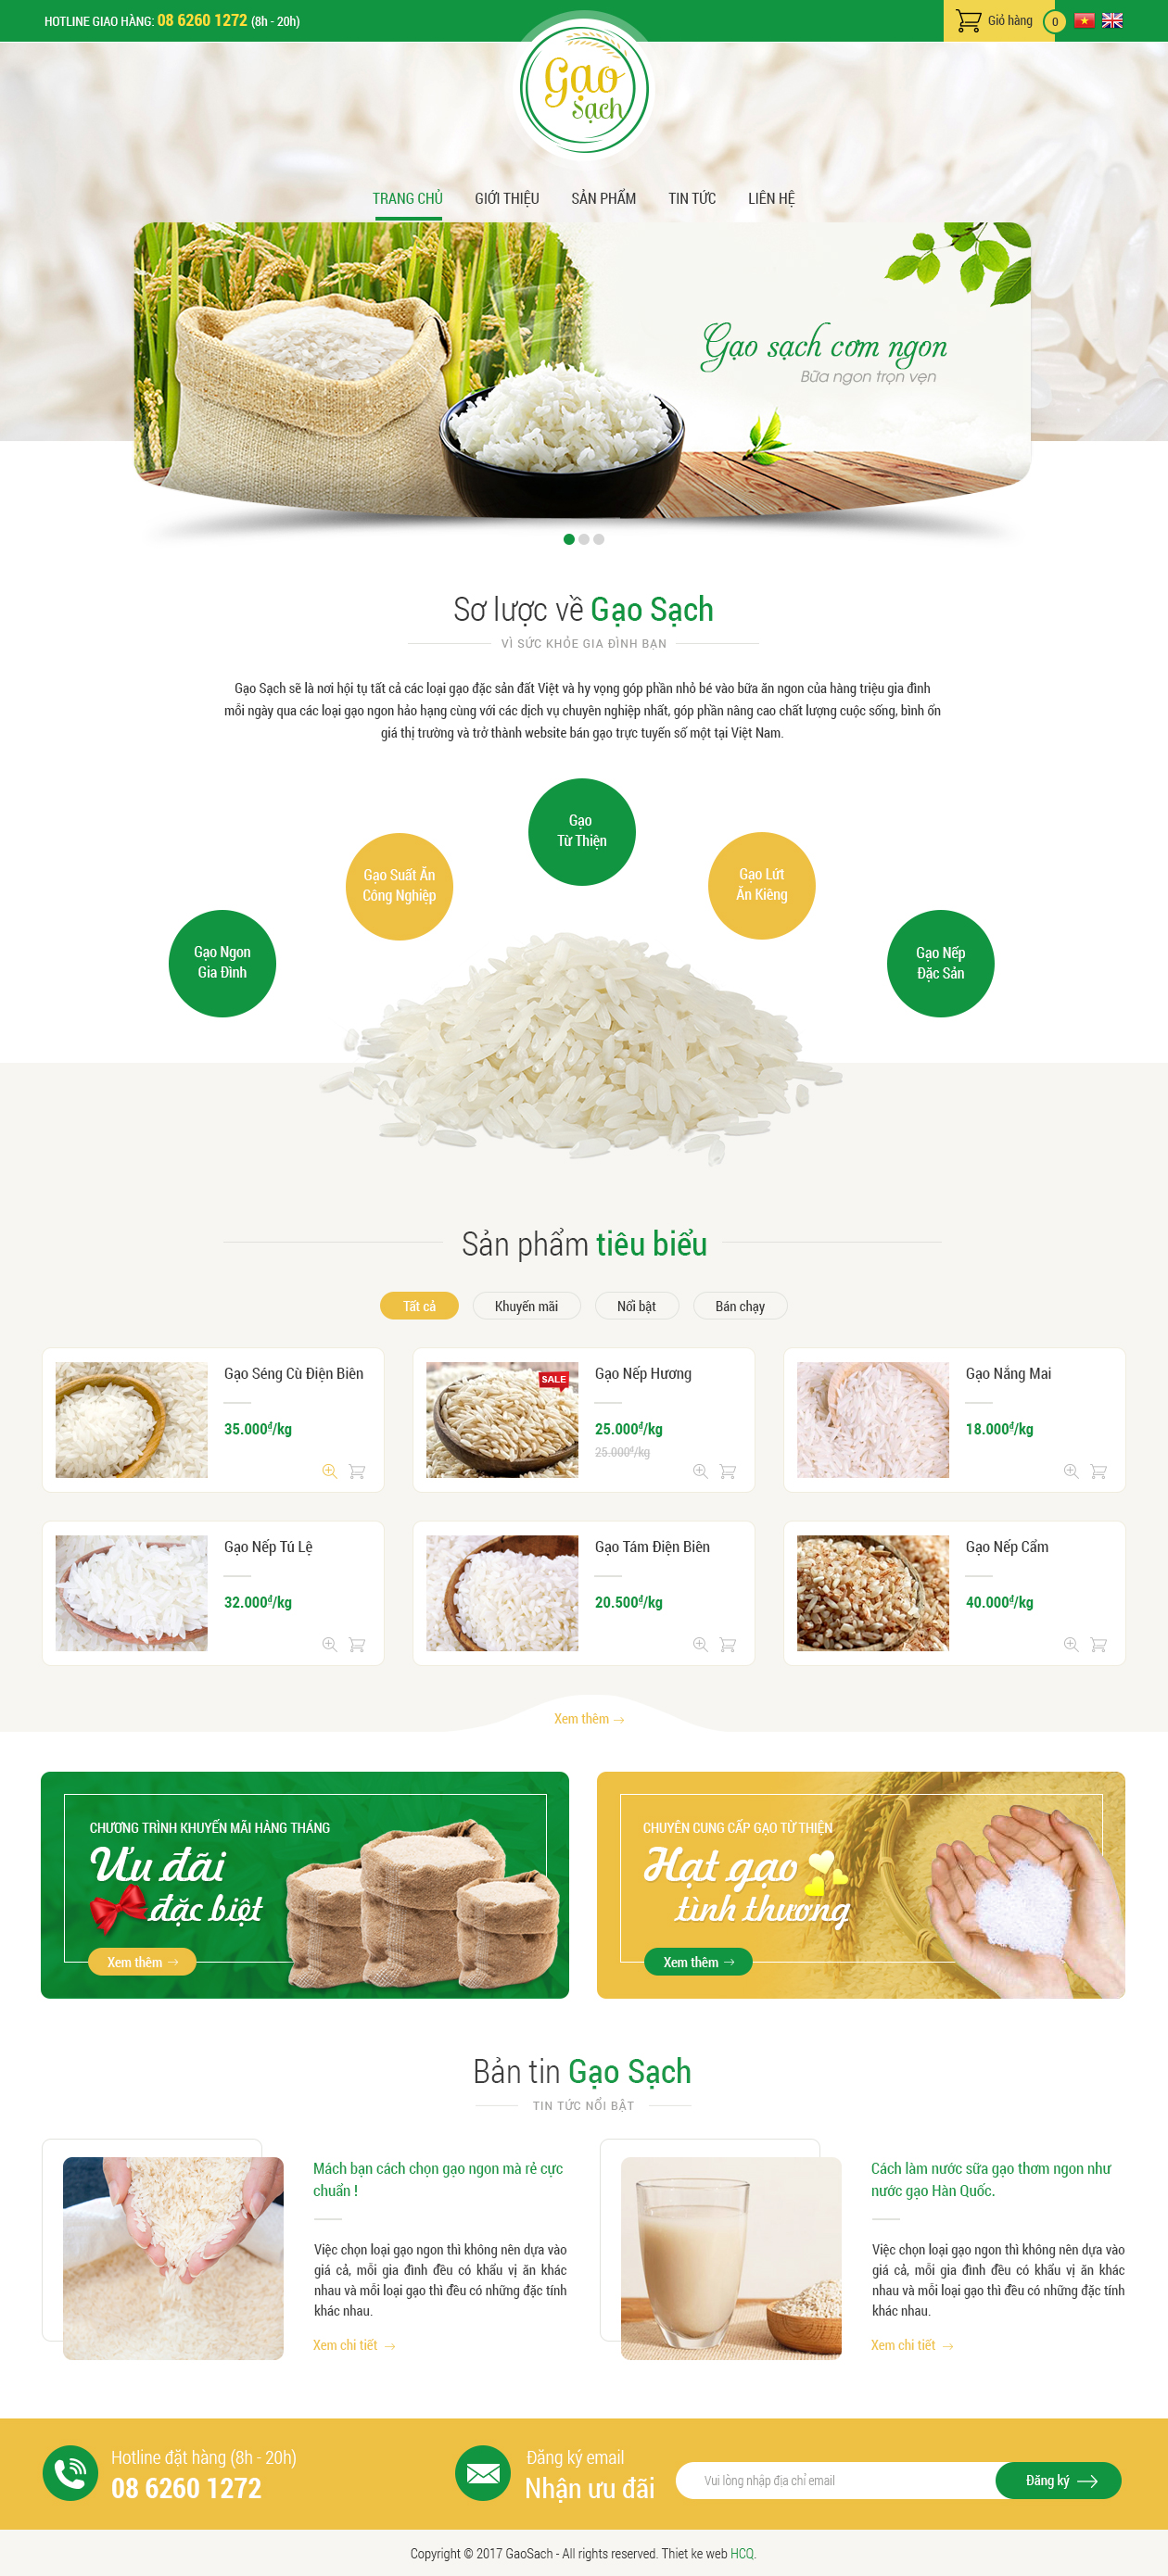 HOTLINE GIAO HÀNG: 08 6260 1272 (8h - 20h)
Giỏ hàng 0
Gạo
Sạch
TRANG CHỦ GIỚI THIỆU SẢN PHẨM TIN TỨC LIÊN HỆ
Gạo sạch cơm ngon
Bữa ngon trọn vẹn
Sơ lược về Gạo Sạch
VÌ SỨC KHỎE GIA ĐÌNH BẠN
Gạo Sạch sẽ là nơi hội tụ tất cả các loại gạo đặc sản đất Việt và hy vọng góp phần nhỏ bé vào bữa ăn ngon của hàng triệu gia đình
mỗi ngày qua các loại gạo ngon hảo hạng cùng với các dịch vụ chuyên nghiệp nhất, góp phần nâng cao chất lượng cuộc sống, bình ổn
giá thị trường và trở thành website bán gạo trực tuyến số một tại Việt Nam.
Gạo
Từ Thiện
Gạo Suất Ăn
Công Nghiệp
Gạo Lứt
Ăn Kiêng
Gạo Ngon
Gia Đình
Gạo Nếp
Đặc Sản
Sản phẩm tiêu biểu
Tất cả Khuyến mãi Nổi bật Bán chạy
Gạo Séng Cù Điện Biên
35.000đ/kg
SALE
Gạo Nếp Hương
25.000đ/kg
25.000đ/kg
Gạo Nắng Mai
18.000đ/kg
Gạo Nếp Tú Lệ
32.000đ/kg
Gạo Tám Điện Biên
20.500đ/kg
Gạo Nếp Cẩm
40.000đ/kg
Xem thêm →
CHƯƠNG TRÌNH KHUYẾN MÃI HÀNG THÁNG
Ưu đãi
đặc biệt
Xem thêm →
CHUYÊN CUNG CẤP GẠO TỪ THIỆN
Hạt gạo
tình thương
Xem thêm →
Bản tin Gạo Sạch
TIN TỨC NỔI BẬT
Mách bạn cách chọn gạo ngon mà rẻ cực
chuẩn !
Việc chọn loại gạo ngon thì không nên dựa vào
giá cả, mỗi gia đình đều có khẩu vị ăn khác
nhau và mỗi loại gạo thì đều có những đặc tính
khác nhau.
Xem chi tiết →
Cách làm nước sữa gạo thơm ngon như
nước gạo Hàn Quốc.
Việc chọn loại gạo ngon thì không nên dựa vào
giá cả, mỗi gia đình đều có khẩu vị ăn khác
nhau và mỗi loại gạo thì đều có những đặc tính
khác nhau.
Xem chi tiết →
Hotline đặt hàng (8h - 20h)
08 6260 1272
Đăng ký email
Nhận ưu đãi
Vui lòng nhập địa chỉ email
Đăng ký →
Copyright © 2017 GaoSach - All rights reserved. Thiet ke web HCQ.